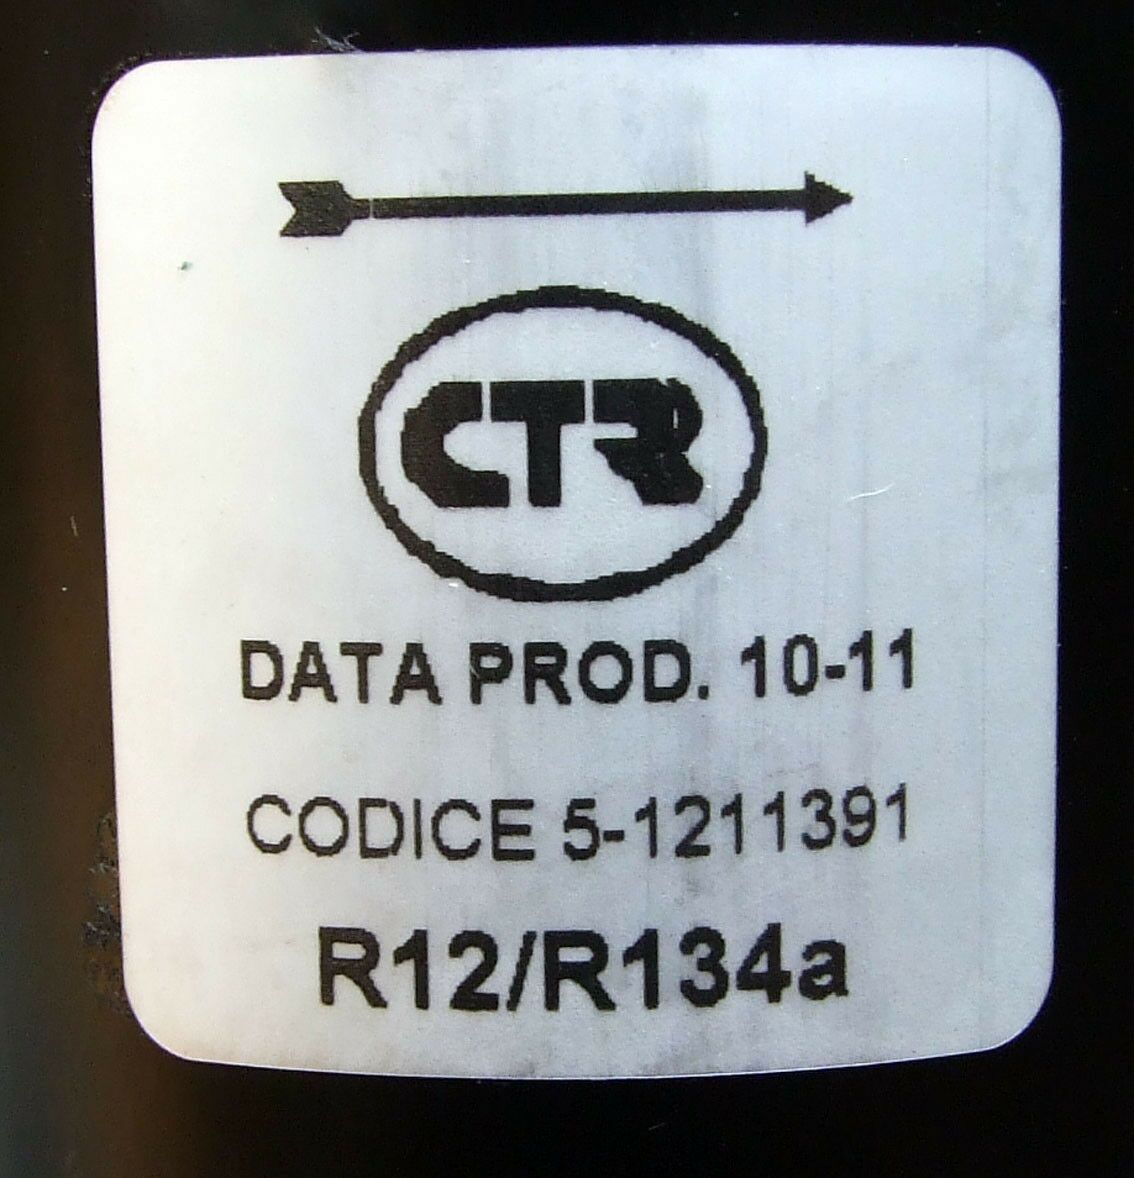 CTR
DATA PROD. 10-11
CODICE 5-1211391
R12/R134a